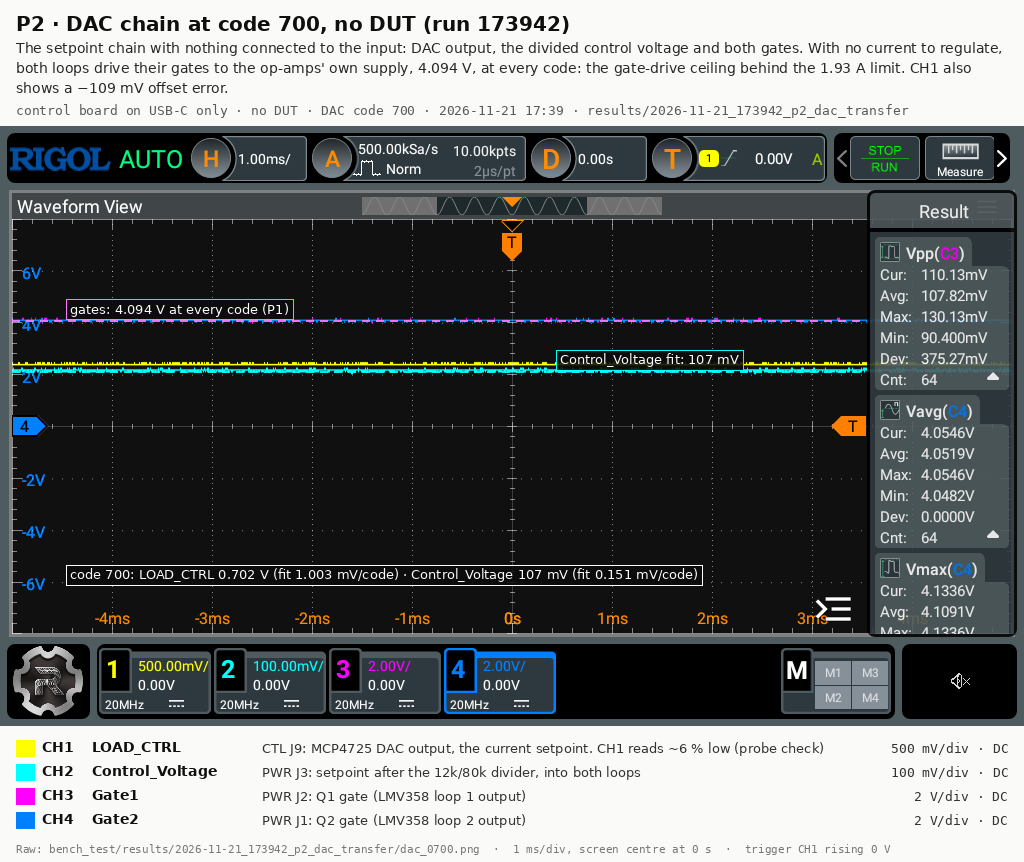 P2 · DAC chain at code 700, no DUT (run 173942)
The setpoint chain with nothing connected to the input: DAC output, the divided control voltage and both gates. With no current to regulate,
both loops drive their gates to the op-amps' own supply, 4.094 V, at every code: the gate-drive ceiling behind the 1.93 A limit. CH1 also
shows a −109 mV offset error.
control board on USB-C only · no DUT · DAC code 700 · 2026-11-21 17:39 · results/2026-11-21_173942_p2_dac_transfer
RIGOL AUTO H 1.00ms/ A 500.00kSa/s Norm 10.00kpts 2µs/pt D 0.00s T 1 0.00V A STOP RUN Measure
Waveform View
Result
T
6V
gates: 4.094 V at every code (P1)
4V
Control_Voltage fit: 107 mV
2V
4
T
-2V
-4V
code 700: LOAD_CTRL 0.702 V (fit 1.003 mV/code) · Control_Voltage 107 mV (fit 0.151 mV/code)
-6V
-4ms -3ms -2ms -1ms 0s 1ms 2ms 3ms
Vpp(C3)
Cur: 110.13mV
Avg: 107.82mV
Max: 130.13mV
Min: 90.400mV
Dev: 375.27mV
Cnt: 64
Vavg(C4)
Cur: 4.0546V
Avg: 4.0519V
Max: 4.0546V
Min: 4.0482V
Dev: 0.0000V
Cnt: 64
Vmax(C4)
Cur: 4.1336V
Avg: 4.1091V
Max: 4.1336V
1 500.00mV/ 0.00V 20MHz
2 100.00mV/ 0.00V 20MHz
3 2.00V/ 0.00V 20MHz
4 2.00V/ 0.00V 20MHz
M M1 M3 M2 M4
CH1 LOAD_CTRL CTL J9: MCP4725 DAC output, the current setpoint. CH1 reads ~6 % low (probe check) 500 mV/div · DC
CH2 Control_Voltage PWR J3: setpoint after the 12k/80k divider, into both loops 100 mV/div · DC
CH3 Gate1 PWR J2: Q1 gate (LMV358 loop 1 output) 2 V/div · DC
CH4 Gate2 PWR J1: Q2 gate (LMV358 loop 2 output) 2 V/div · DC
Raw: bench_test/results/2026-11-21_173942_p2_dac_transfer/dac_0700.png · 1 ms/div, screen centre at 0 s · trigger CH1 rising 0 V